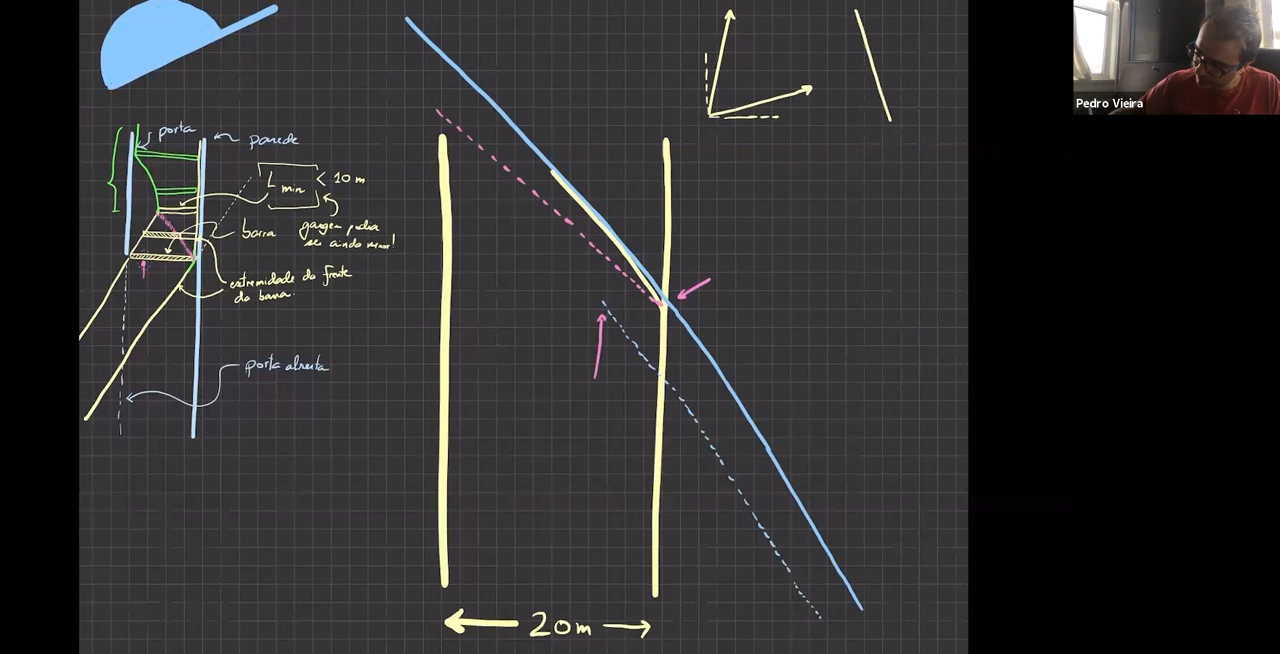 Pedro Vieira
porta
parede
L min < 10 m
barra
garagem podia
ser ainda menor!
extremidade da frente
da barra.
porta aberta
20m